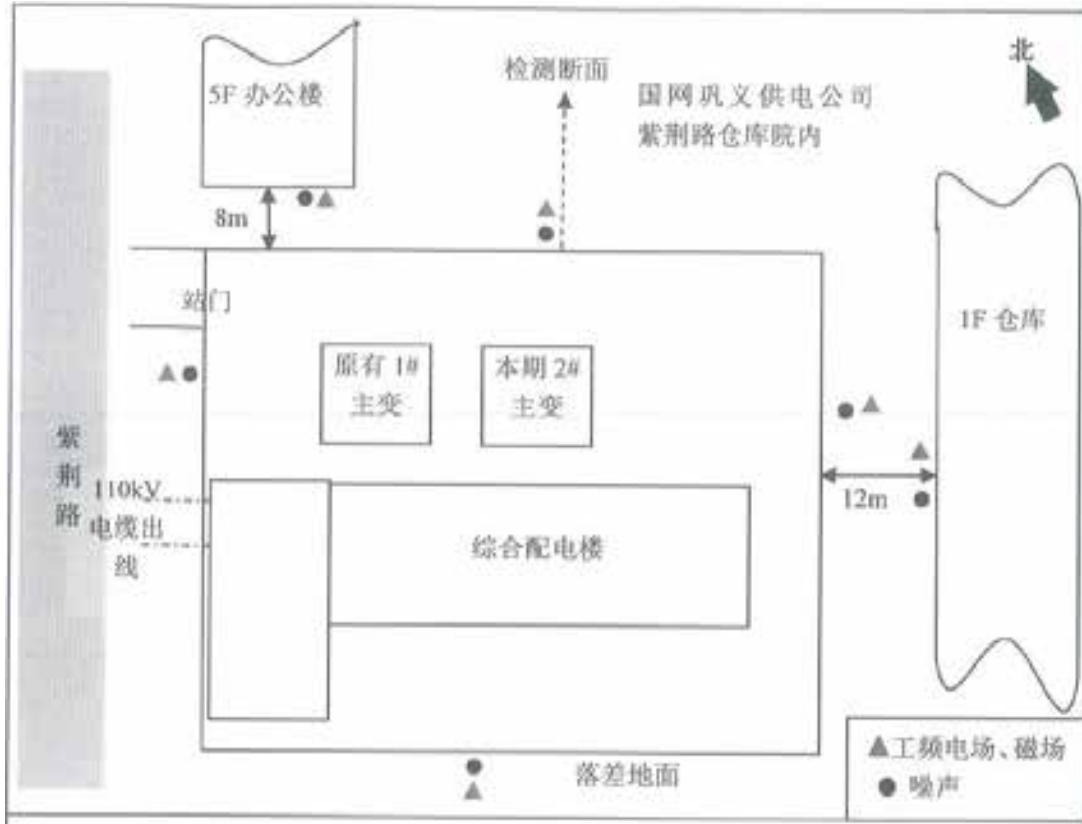 北
检测断面
国网巩义供电公司
紫荆路仓库院内
5F 办公楼
8m
站门
1F 仓库
原有 1#
主变
本期 2#
主变
紫
荆
路
110kV
电缆出
线
12m
综合配电楼
落差地面
▲工频电场、磁场
● 噪声